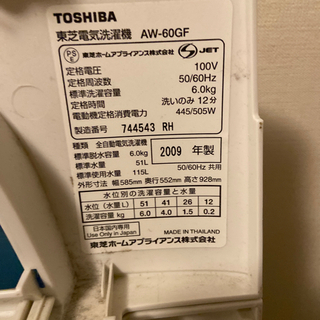 TOSHIBA
東芝電気洗濯機 AW-60GF
PS E 東芝ホームアプライアンス株式会社 S JET
定格電圧 100V
定格周波数 50/60Hz
標準洗濯容量 6.0kg
定格時間 洗いのみ 12分
電動機定格消費電力 445/505W
製造番号 744543 RH
種類 全自動電気洗濯機
標準脱水容量 6.0kg 2009 年製
標準水量 51L 50/60Hz 共用
標準使用水量 115L
外形寸法 幅585mm 奥行552mm 高さ928mm
水位別の洗濯容量と水量
水位 (水量L) 51 41 26 12
洗濯容量 kg 6.0 4.0 1.5 0.2
日本国内専用
Use Only in Japan
MADE IN THAILAND
東芝ホームアプライアンス株式会社